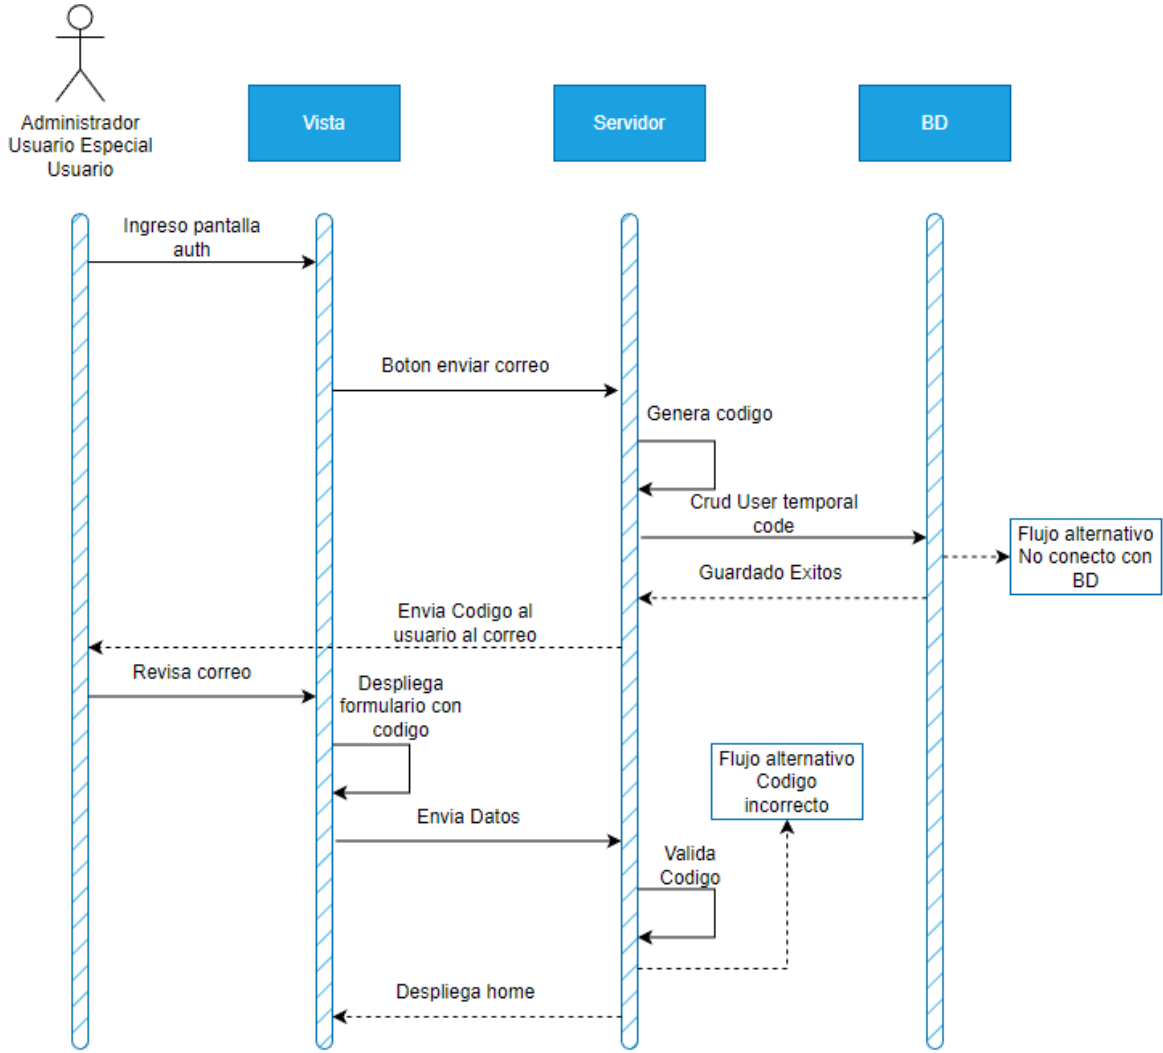 Administrador
Usuario Especial
Usuario
Vista
Servidor
BD
Ingreso pantalla
auth
Boton enviar correo
Genera codigo
Crud User temporal
code
Flujo alternativo
No conecto con
BD
Guardado Exitos
Envia Codigo al
usuario al correo
Revisa correo
Despliega
formulario con
codigo
Flujo alternativo
Codigo
incorrecto
Envia Datos
Valida
Codigo
Despliega home